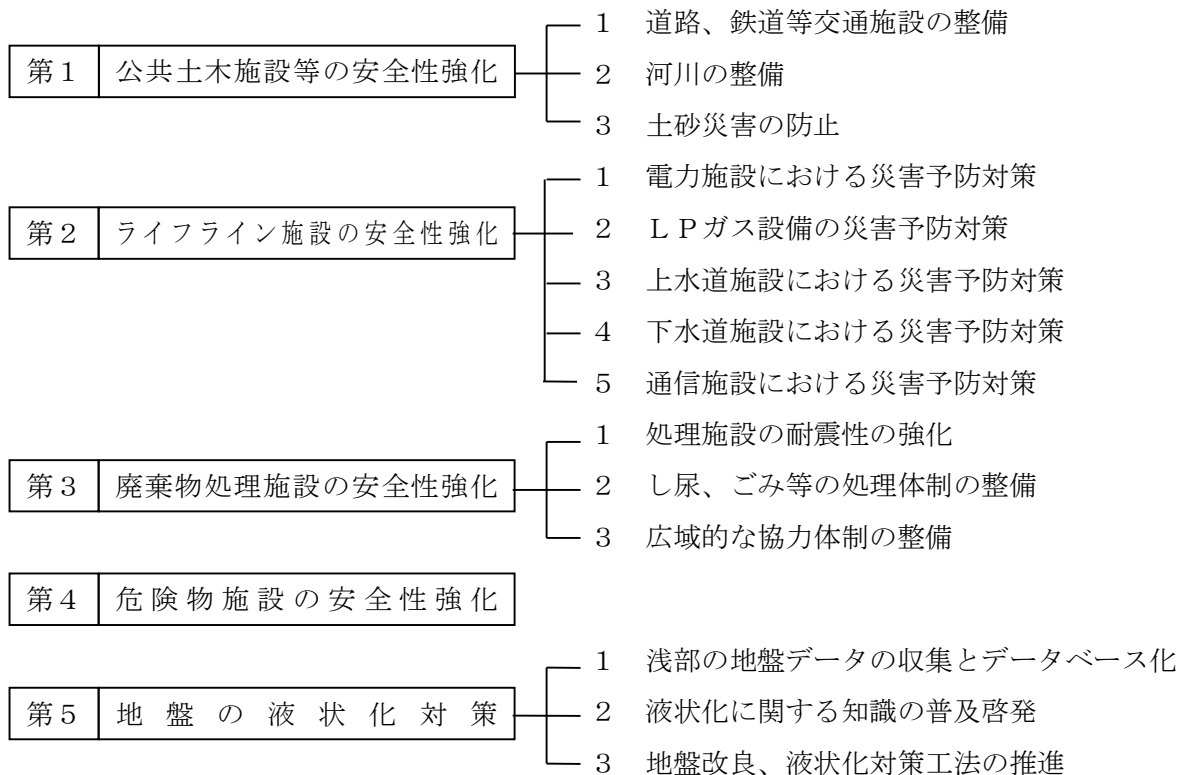 １ 道路、鉄道等交通施設の整備
第１ 公共土木施設等の安全性強化
２ 河川の整備
３ 土砂災害の防止
１ 電力施設における災害予防対策
第２ ライフライン施設の安全性強化
２ ＬＰガス設備の災害予防対策
３ 上水道施設における災害予防対策
４ 下水道施設における災害予防対策
５ 通信施設における災害予防対策
１ 処理施設の耐震性の強化
第３ 廃棄物処理施設の安全性強化
２ し尿、ごみ等の処理体制の整備
３ 広域的な協力体制の整備
第４ 危険物施設の安全性強化
１ 浅部の地盤データの収集とデータベース化
第５ 地盤の液状化対策
２ 液状化に関する知識の普及啓発
３ 地盤改良、液状化対策工法の推進